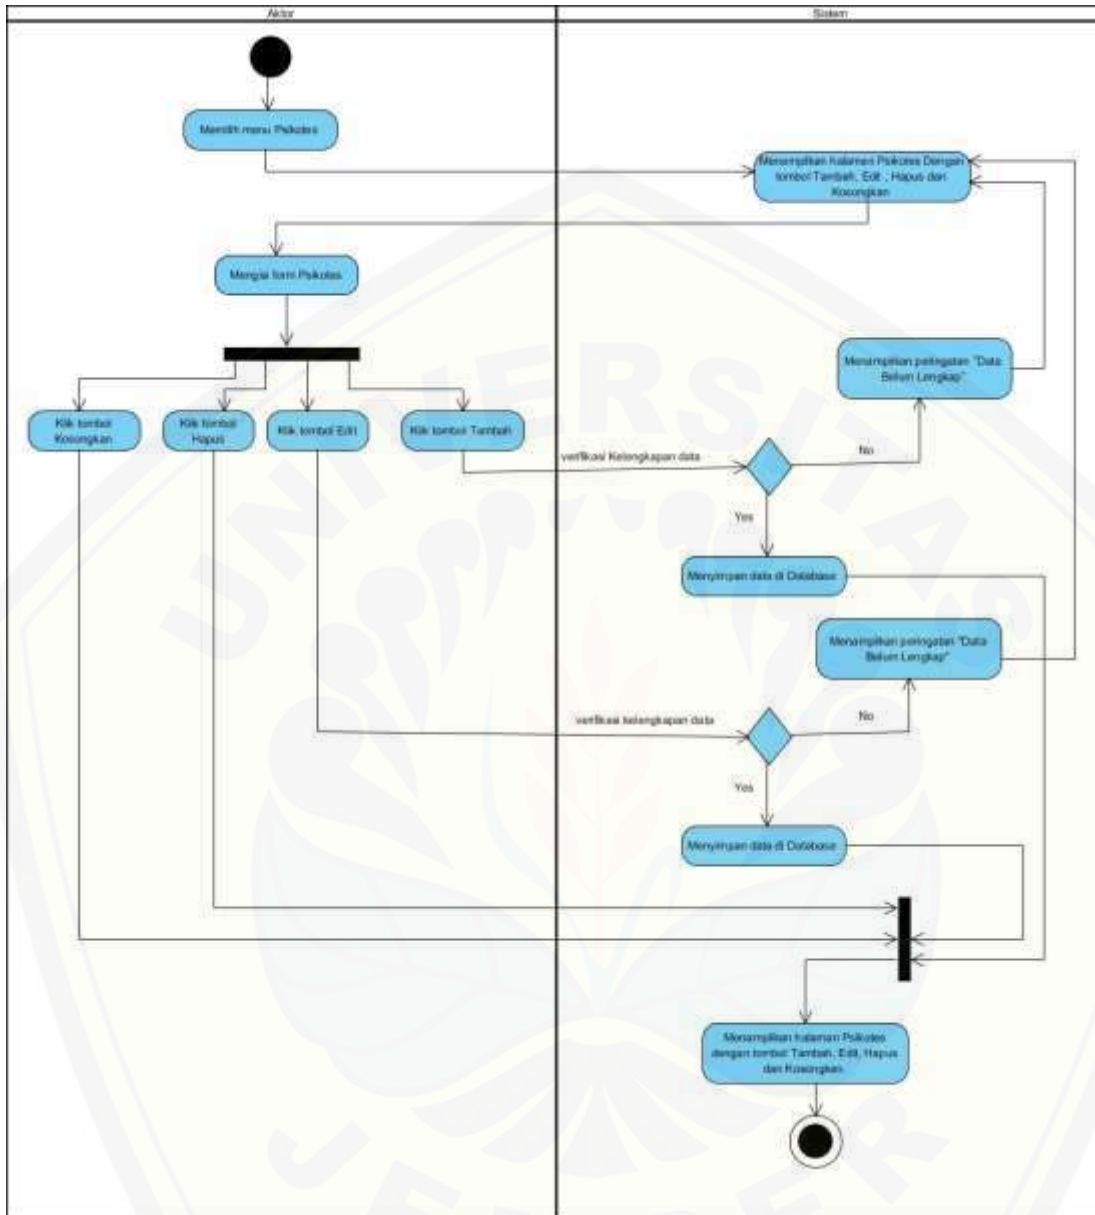 Aktor
Sistem
Memilih menu Psikotes
Menampilkan halaman Psikotes Dengan
tombol Tambah, Edit , Hapus dan
Kosongkan
Mengisi form Psikotes
Menampilkan peringatan "Data
Belum Lengkap"
Klik tombol
Kosongkan
Klik tombol
Hapus
Klik tombol Edit
Klik tombol Tambah
verifikasi Kelengkapan data
No
Yes
Menyimpan data di Database
Menampilkan peringatan "Data
Belum Lengkap"
verifikasi kelengkapan data
No
Yes
Menyimpan data di Database
Menampilkan halaman Psikotes
dengan tombol Tambah, Edit, Hapus
dan Kosongkan
UNIVERSITAS
JEMBER